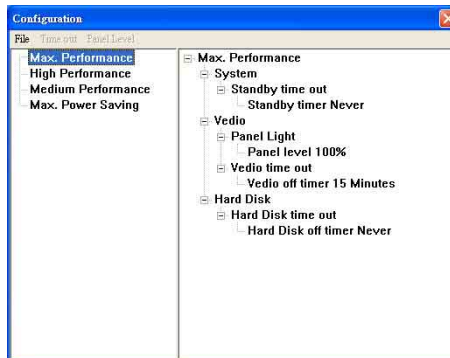 Configuration
File Time out Panel Level
Max. Performance
High Performance
Medium Performance
Max. Power Saving
Max. Performance
System
Standby time out
Standby timer Never
Vedio
Panel Light
Panel level 100%
Vedio time out
Vedio off timer 15 Minutes
Hard Disk
Hard Disk time out
Hard Disk off timer Never